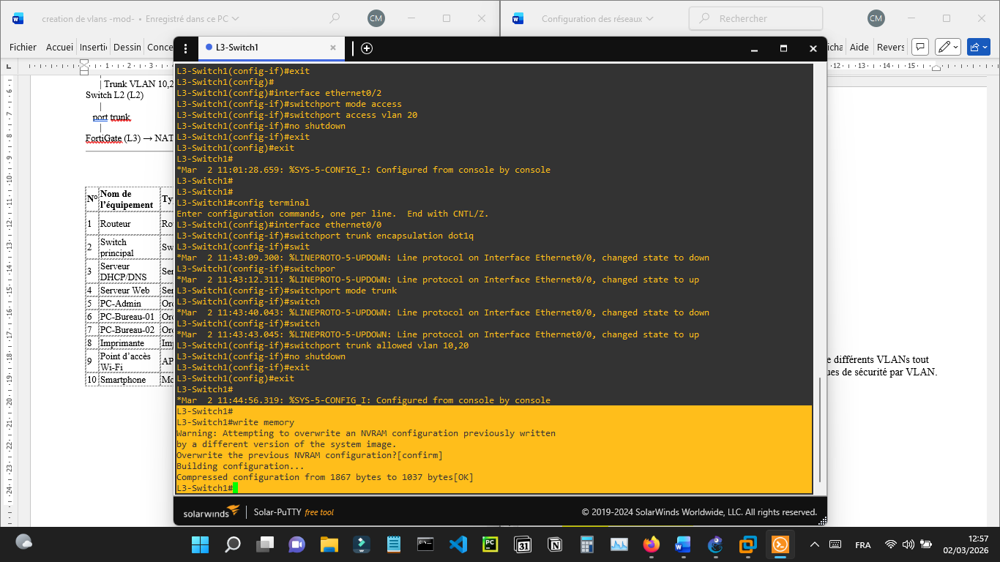 creation de vlans -mod- • Enregistré dans ce PC
CM
Configuration des réseaux
Rechercher
CM
Fichier Accueil Insertio Dessin Conce
icha Aide Revers
L3-Switch1
1 2 3 4
12 13 14 15
Trunk VLAN 10,2
Switch L2 (L2)
port trunk
FortiGate (L3) → NAT
N° Nom de l’équipement Ty
1 Routeur Rou
2 Switch principal Sw
3 Serveur DHCP/DNS Ser
4 Serveur Web Ser
5 PC-Admin Ord
6 PC-Bureau-01 Ord
7 PC-Bureau-02 Ord
8 Imprimante Im
9 Point d’accès Wi-Fi AP
10 Smartphone Mo
L3-Switch1(config-if)#exit
L3-Switch1(config)#
L3-Switch1(config)#interface ethernet0/2
L3-Switch1(config-if)#switchport mode access
L3-Switch1(config-if)#switchport access vlan 20
L3-Switch1(config-if)#no shutdown
L3-Switch1(config-if)#exit
L3-Switch1(config)#exit
L3-Switch1#
*Mar  2 11:01:28.659: %SYS-5-CONFIG_I: Configured from console by console
L3-Switch1#
L3-Switch1#
L3-Switch1#config terminal
Enter configuration commands, one per line.  End with CNTL/Z.
L3-Switch1(config)#interface ethernet0/0
L3-Switch1(config-if)#switchport trunk encapsulation dot1q
L3-Switch1(config-if)#swit
*Mar  2 11:43:09.300: %LINEPROTO-5-UPDOWN: Line protocol on Interface Ethernet0/0, changed state to down
L3-Switch1(config-if)#switchpor
*Mar  2 11:43:12.311: %LINEPROTO-5-UPDOWN: Line protocol on Interface Ethernet0/0, changed state to up
L3-Switch1(config-if)#switchport mode trunk
L3-Switch1(config-if)#switch
*Mar  2 11:43:40.043: %LINEPROTO-5-UPDOWN: Line protocol on Interface Ethernet0/0, changed state to down
L3-Switch1(config-if)#switch
*Mar  2 11:43:43.045: %LINEPROTO-5-UPDOWN: Line protocol on Interface Ethernet0/0, changed state to up
L3-Switch1(config-if)#switchport trunk allowed vlan 10,20
L3-Switch1(config-if)#no shutdown
L3-Switch1(config-if)#exit
L3-Switch1(config)#exit
L3-Switch1#
*Mar  2 11:44:56.319: %SYS-5-CONFIG_I: Configured from console by console
L3-Switch1#
L3-Switch1#write memory
Warning: Attempting to overwrite an NVRAM configuration previously written
by a different version of the system image.
Overwrite the previous NVRAM configuration?[confirm]
Building configuration...
Compressed configuration from 1867 bytes to 1037 bytes[OK]
L3-Switch1#
e différents VLANs tout
ues de sécurité par VLAN.
solarwinds Solar-PuTTY free tool
© 2019-2024 SolarWinds Worldwide, LLC. All rights reserved.
FRA
12:57
02/03/2026